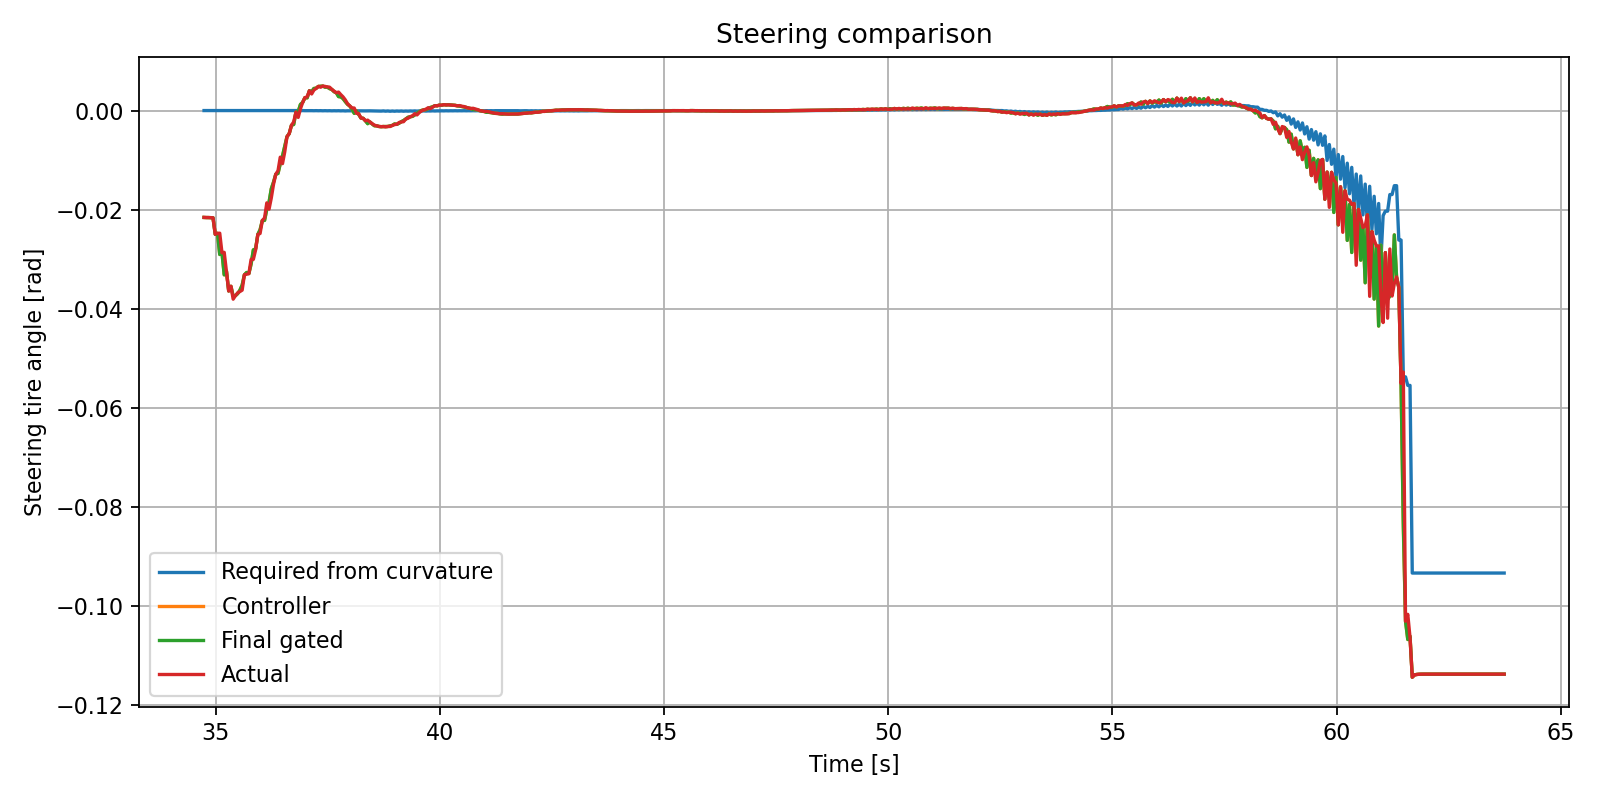 Steering comparison
Steering tire angle [rad]
0.00
−0.02
−0.04
−0.06
−0.08
−0.10
−0.12
Required from curvature
Controller
Final gated
Actual
35
40
45
50
55
60
65
Time [s]